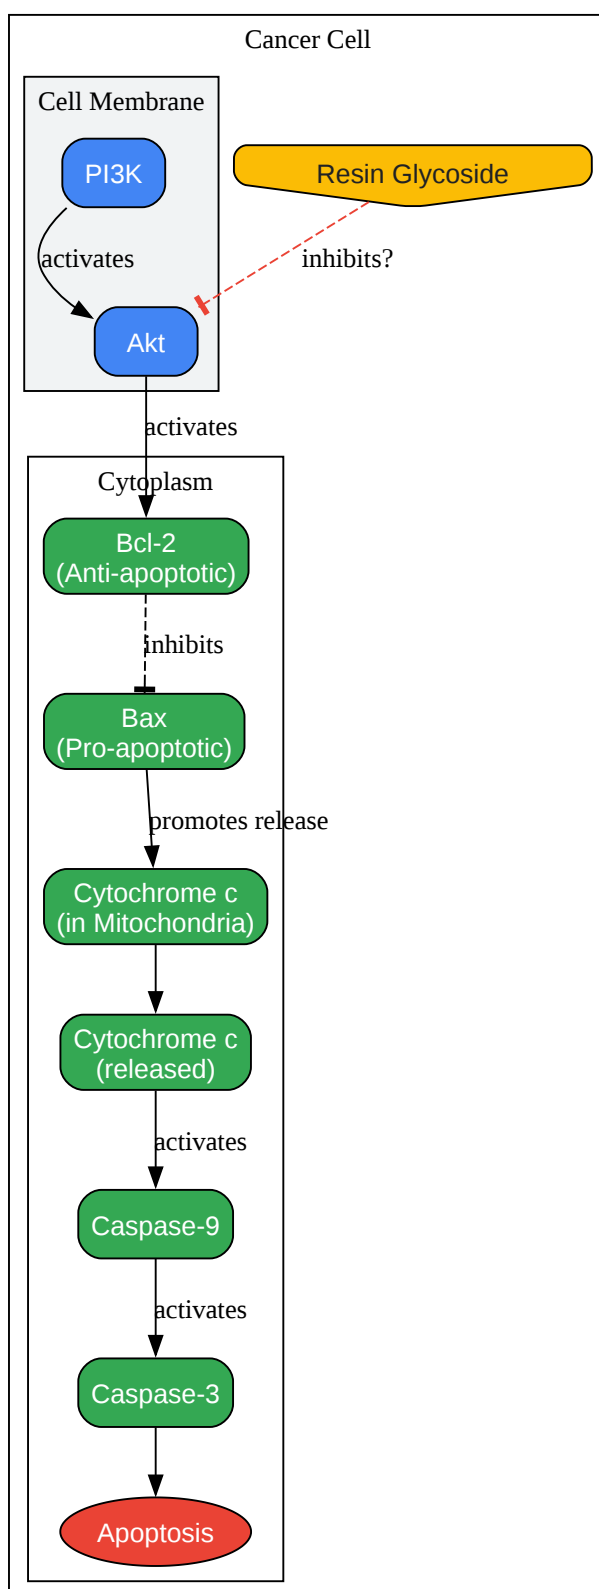 Cancer Cell
Cell Membrane
PI3K
Resin Glycoside
activates
inhibits?
Akt
activates
Cytoplasm
Bcl-2
(Anti-apoptotic)
inhibits
Bax
(Pro-apoptotic)
promotes release
Cytochrome c
(in Mitochondria)
Cytochrome c
(released)
activates
Caspase-9
activates
Caspase-3
Apoptosis